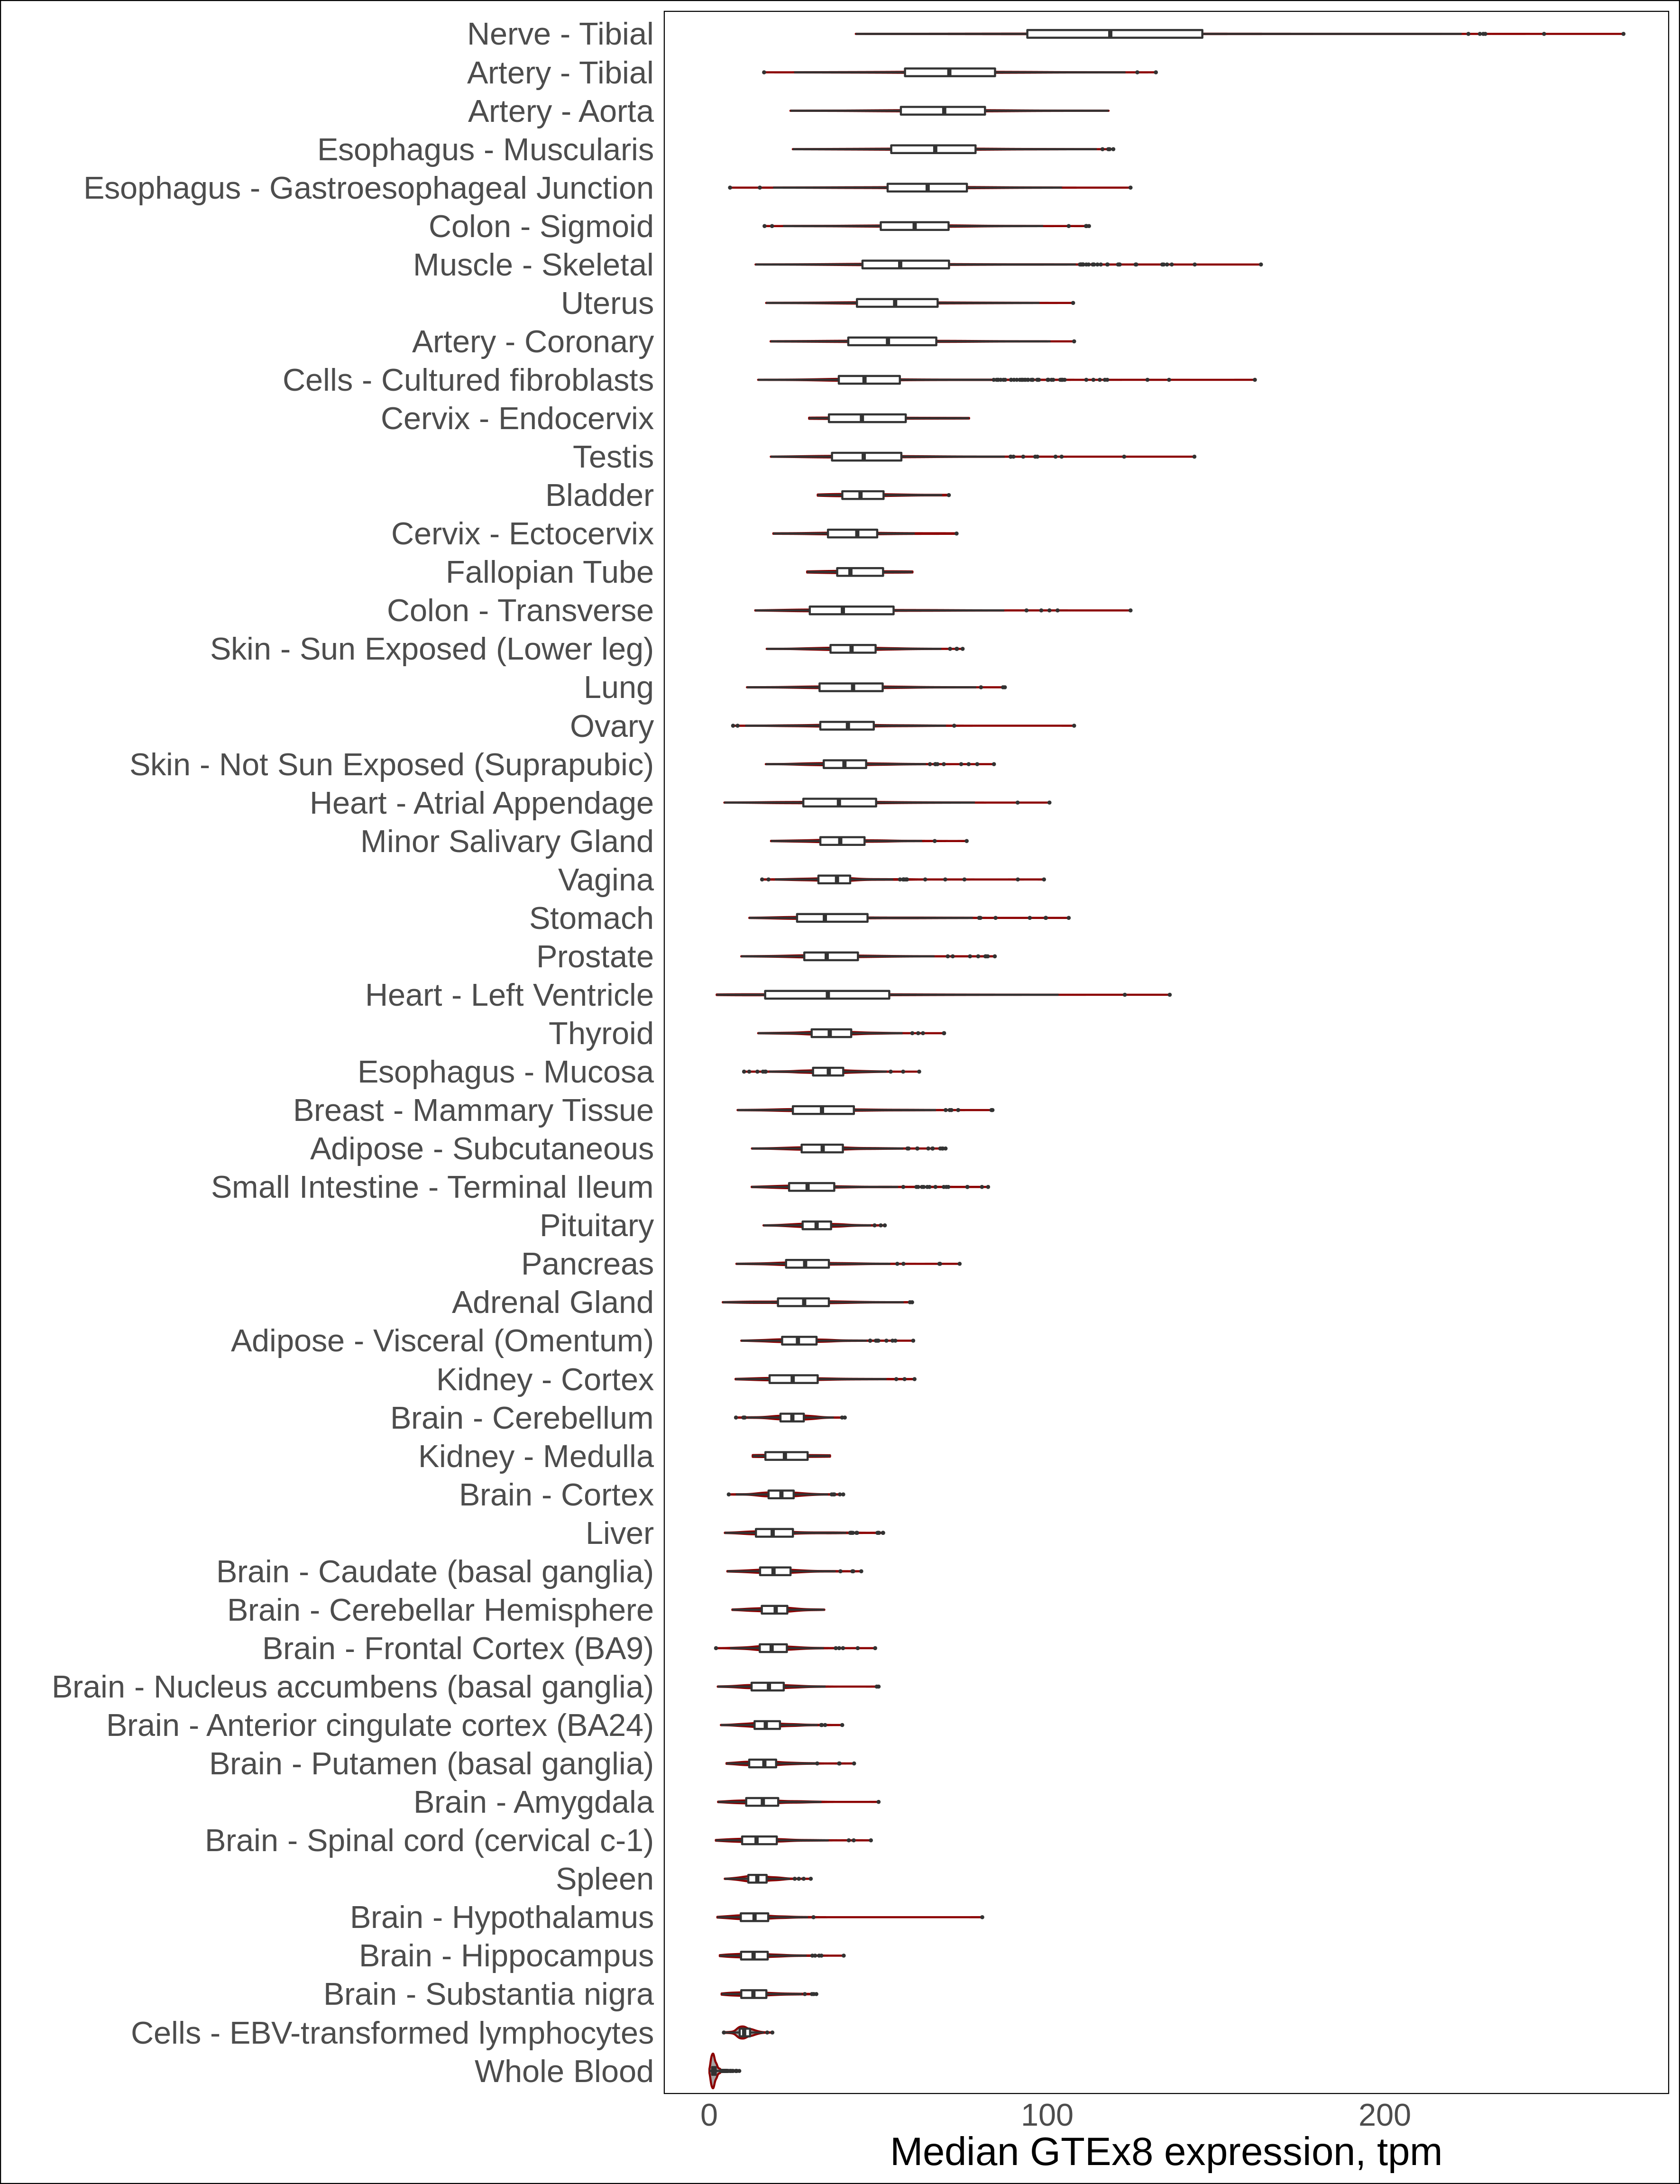 Nerve - Tibial
Artery - Tibial
Artery - Aorta
Esophagus - Muscularis
Esophagus - Gastroesophageal Junction
Colon - Sigmoid
Muscle - Skeletal
Uterus
Artery - Coronary
Cells - Cultured fibroblasts
Cervix - Endocervix
Testis
Bladder
Cervix - Ectocervix
Fallopian Tube
Colon - Transverse
Skin - Sun Exposed (Lower leg)
Lung
Ovary
Skin - Not Sun Exposed (Suprapubic)
Heart - Atrial Appendage
Minor Salivary Gland
Vagina
Stomach
Prostate
Heart - Left Ventricle
Thyroid
Esophagus - Mucosa
Breast - Mammary Tissue
Adipose - Subcutaneous
Small Intestine - Terminal Ileum
Pituitary
Pancreas
Adrenal Gland
Adipose - Visceral (Omentum)
Kidney - Cortex
Brain - Cerebellum
Kidney - Medulla
Brain - Cortex
Liver
Brain - Caudate (basal ganglia)
Brain - Cerebellar Hemisphere
Brain - Frontal Cortex (BA9)
Brain - Nucleus accumbens (basal ganglia)
Brain - Anterior cingulate cortex (BA24)
Brain - Putamen (basal ganglia)
Brain - Amygdala
Brain - Spinal cord (cervical c-1)
Spleen
Brain - Hypothalamus
Brain - Hippocampus
Brain - Substantia nigra
Cells - EBV-transformed lymphocytes
Whole Blood
0 100 200
Median GTEx8 expression, tpm